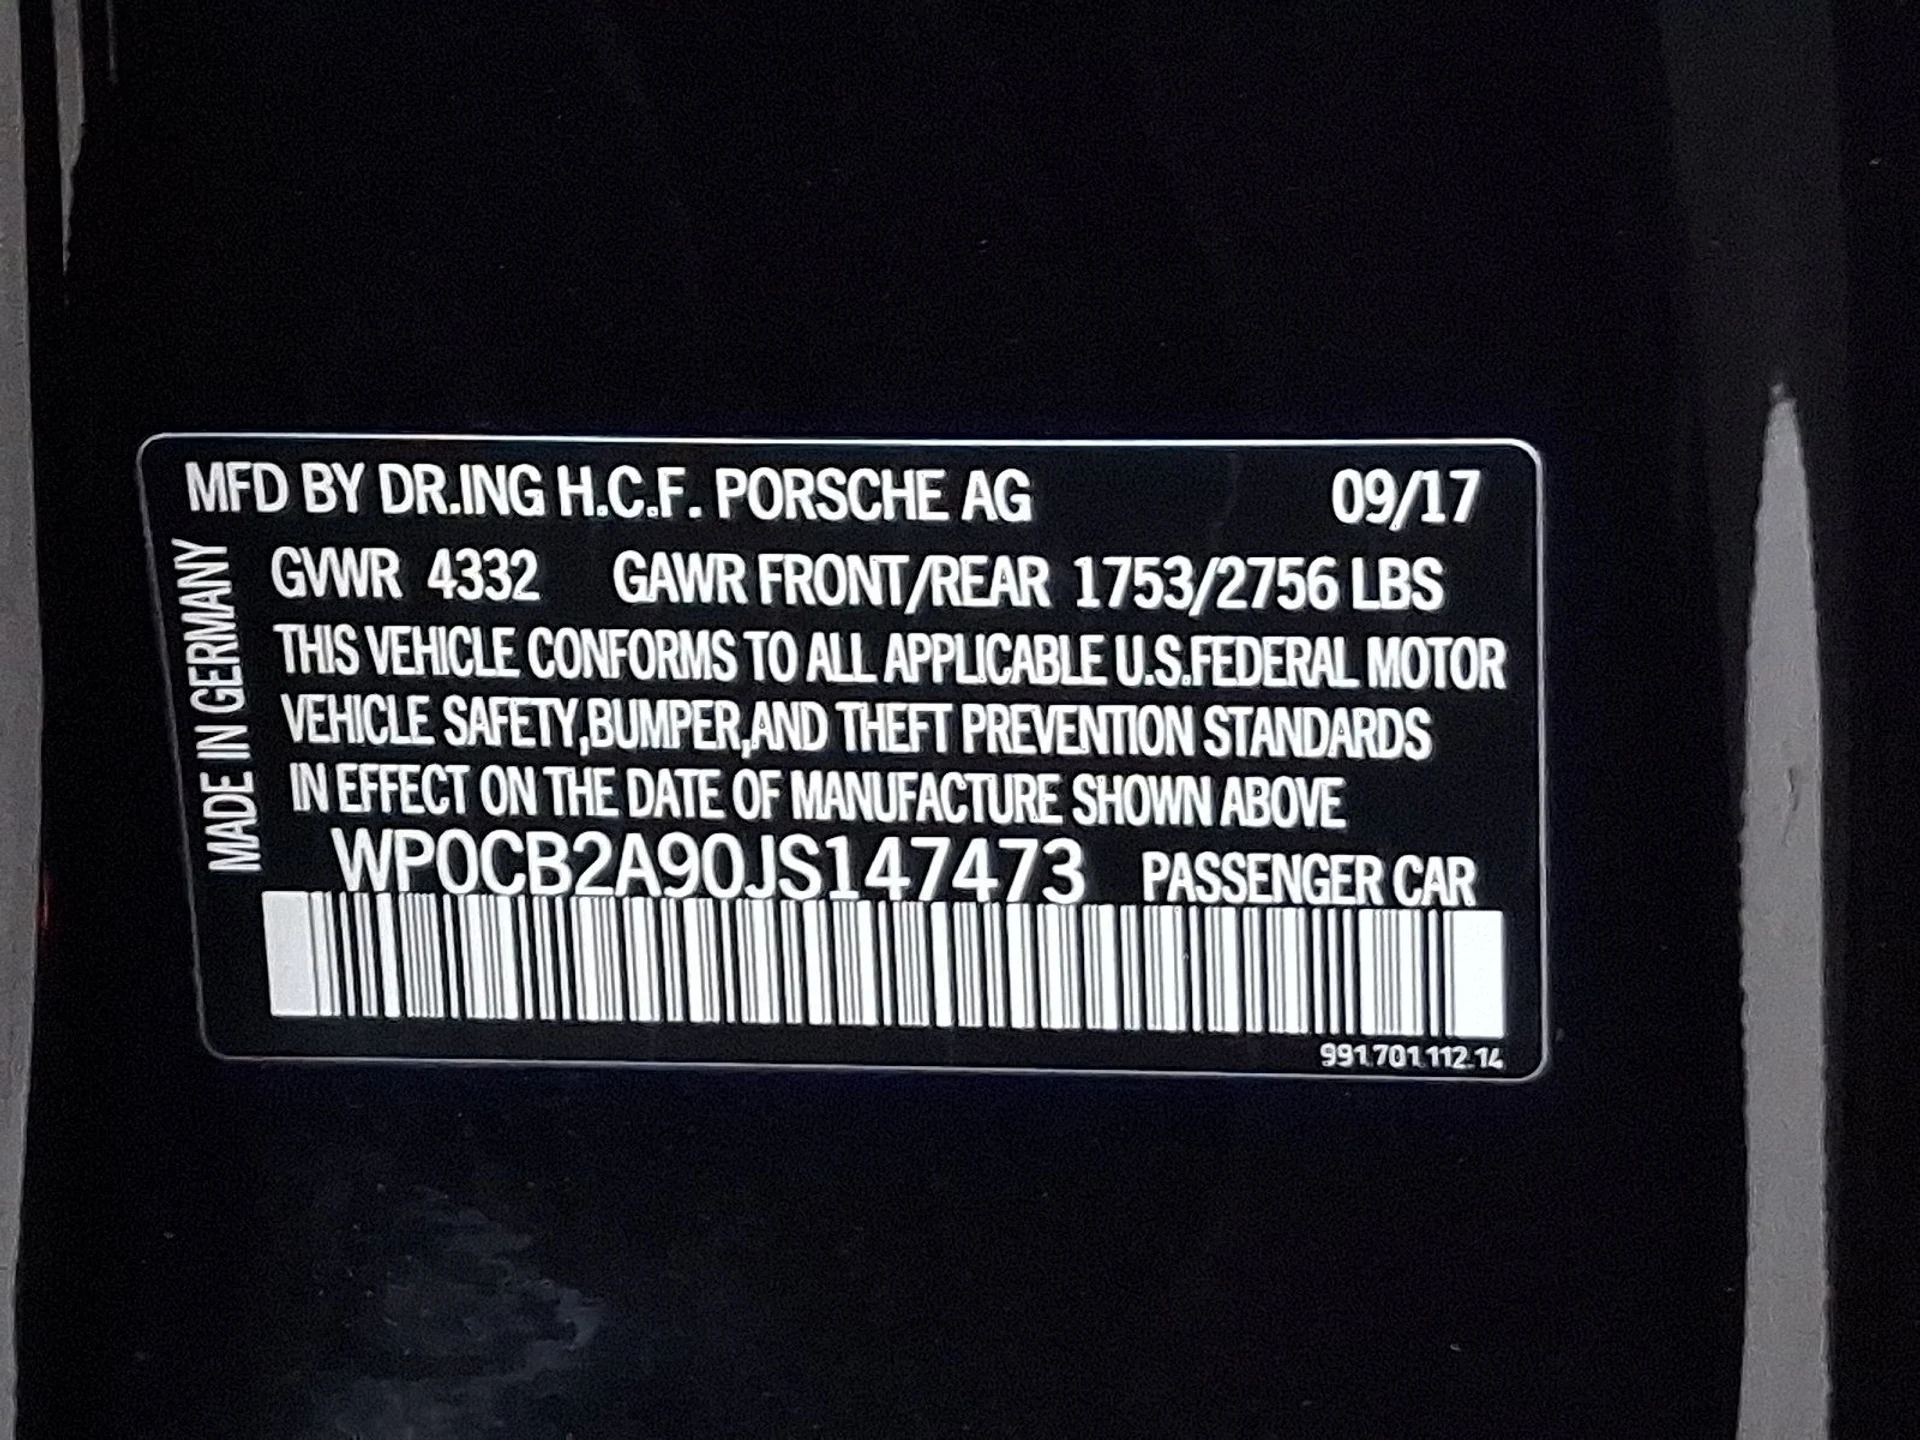 MFD BY DR.ING H.C.F. PORSCHE AG 09/17
GVWR 4332 GAWR FRONT/REAR 1753/2756 LBS
THIS VEHICLE CONFORMS TO ALL APPLICABLE U.S.FEDERAL MOTOR
VEHICLE SAFETY,BUMPER,AND THEFT PREVENTION STANDARDS
IN EFFECT ON THE DATE OF MANUFACTURE SHOWN ABOVE
WP0CB2A90JS147473 PASSENGER CAR
991.701.112.14
MADE IN GERMANY